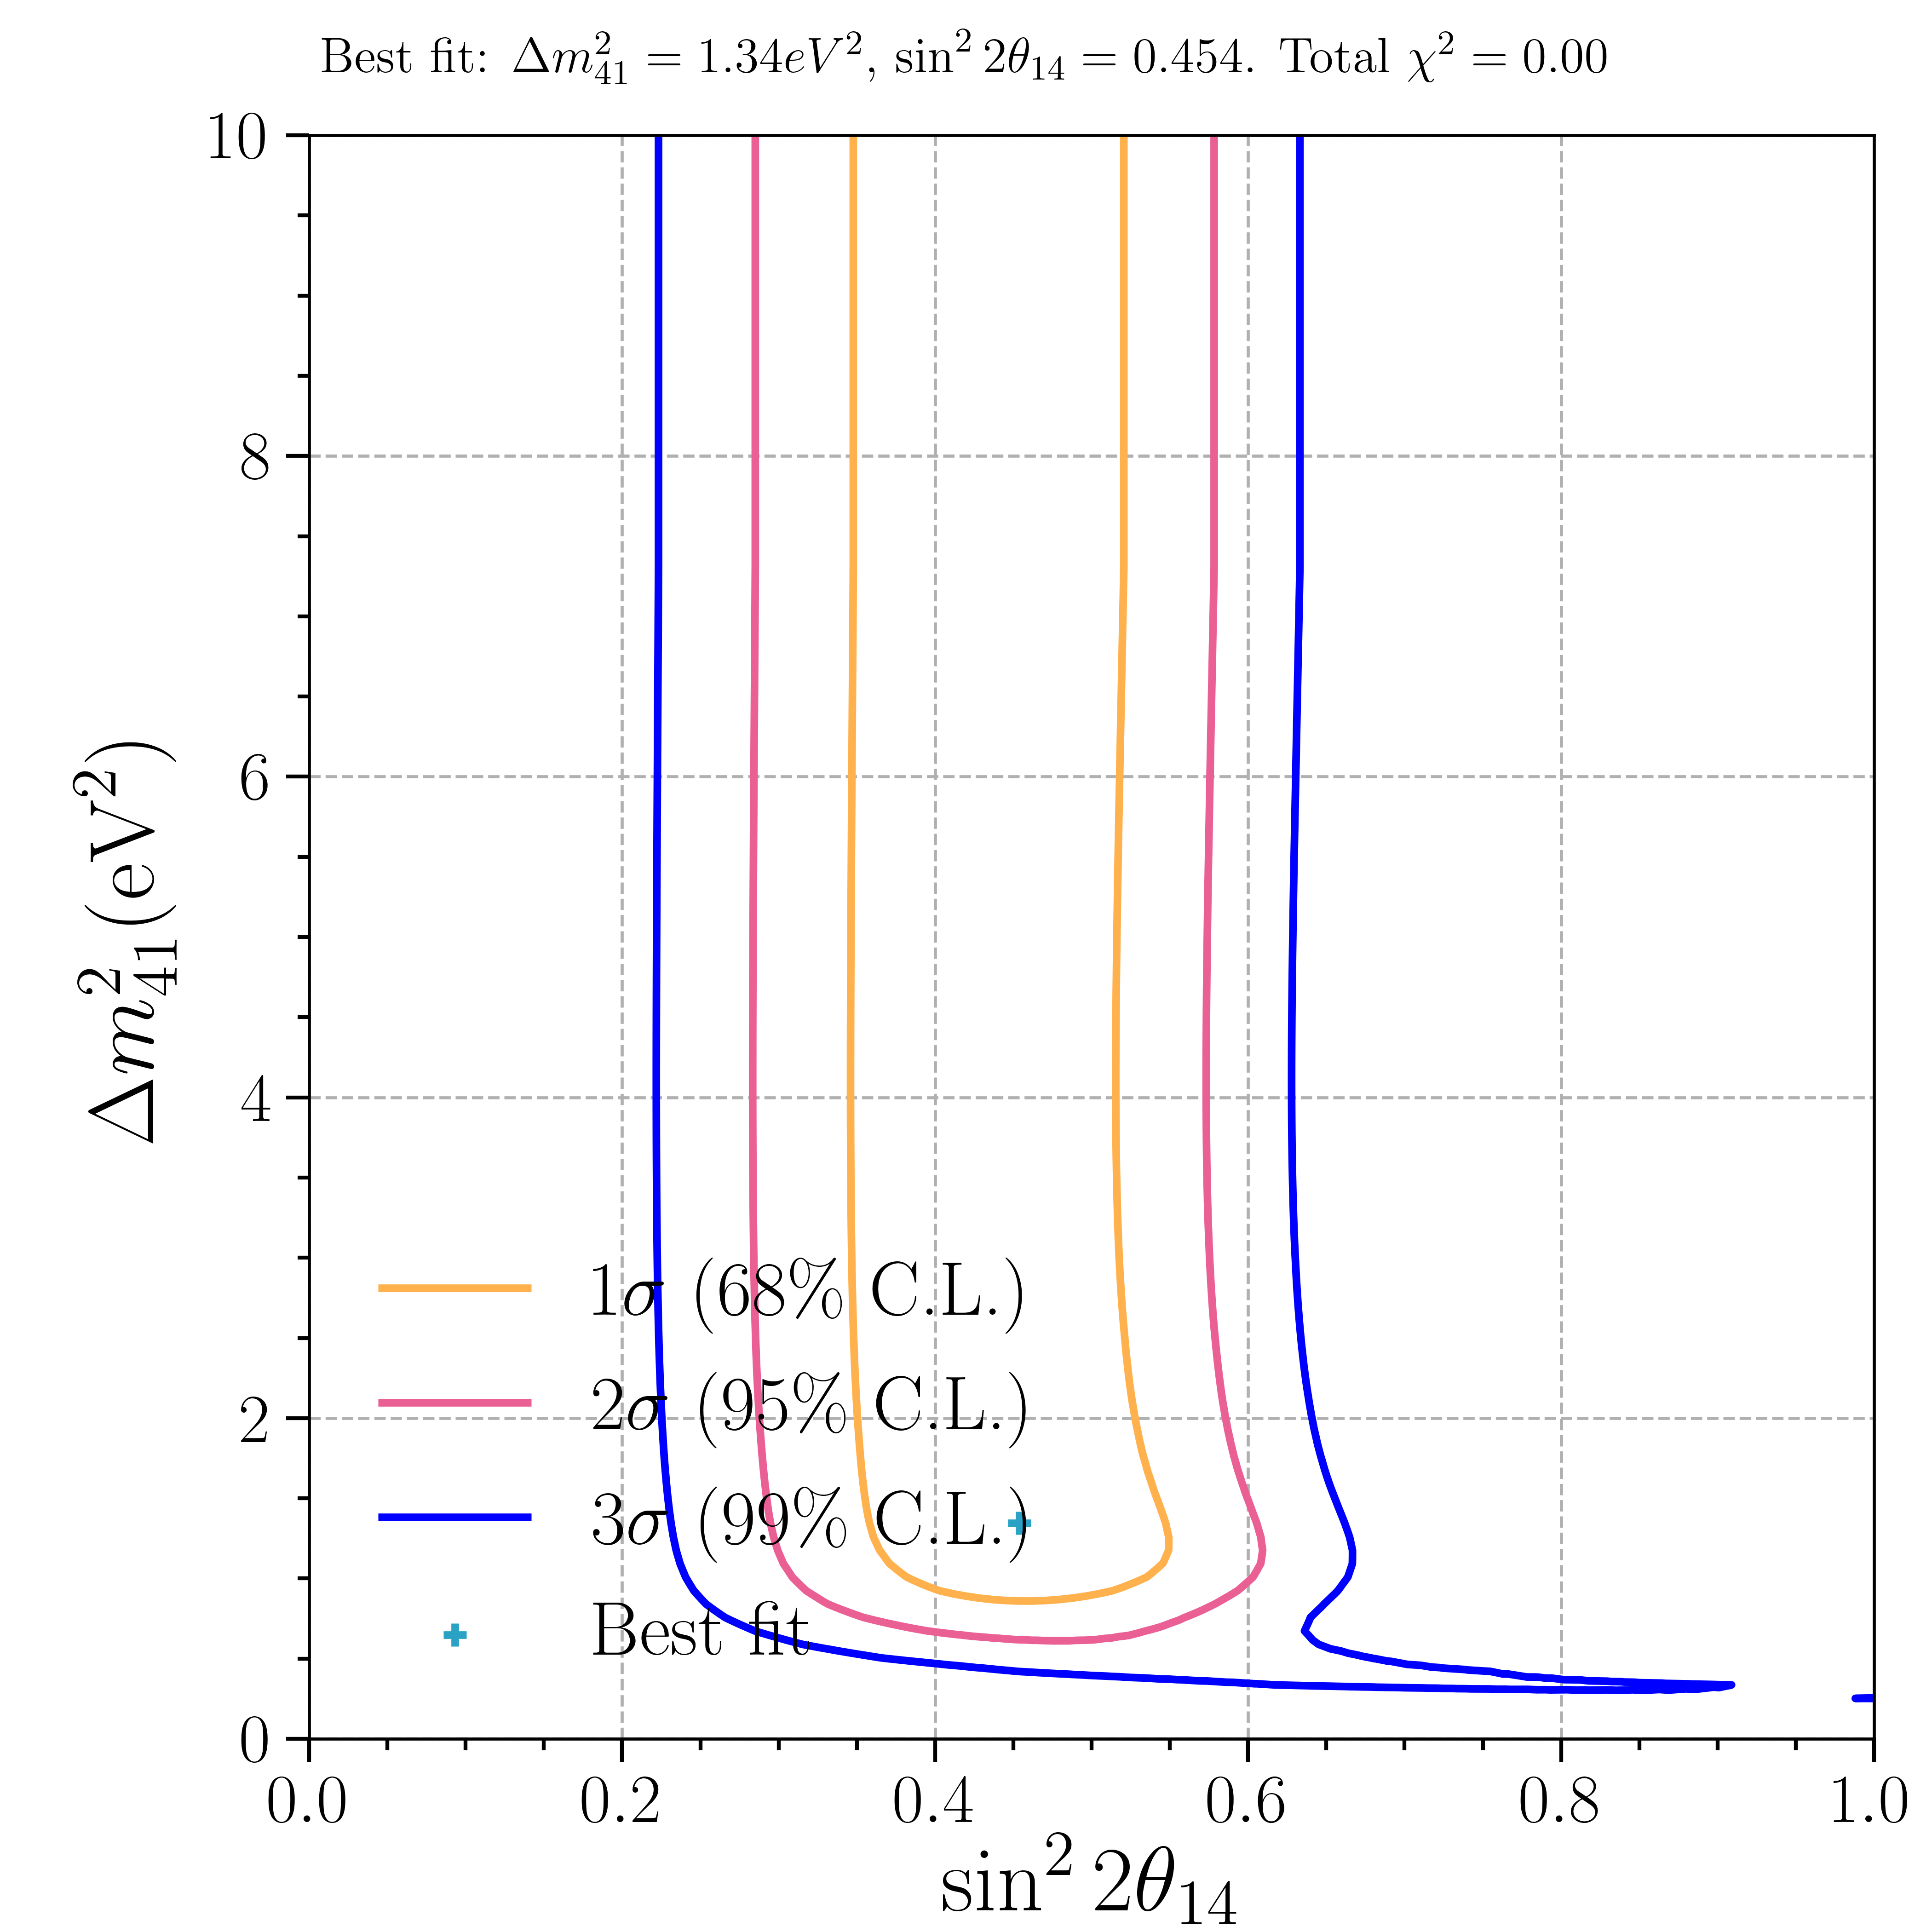 Best fit: Δm²₄₁ = 1.34eV², sin² 2θ₁₄ = 0.454. Total χ² = 0.00
10
8
6
4
2
0
Δm²₄₁(eV²)
1σ (68% C.L.)
2σ (95% C.L.)
3σ (99% C.L.)
Best fit
0.0 0.2 0.4 0.6 0.8 1.0
sin² 2θ₁₄